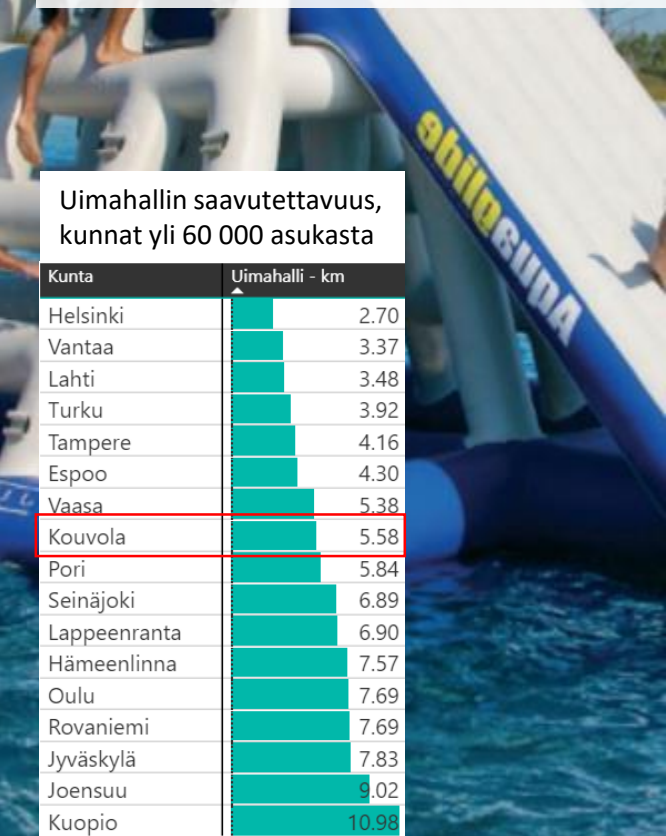 Aquaglide
Uimahallin saavutettavuus,
kunnat yli 60 000 asukasta
Kunta Uimahalli - km
Helsinki 2.70
Vantaa 3.37
Lahti 3.48
Turku 3.92
Tampere 4.16
Espoo 4.30
Vaasa 5.38
Kouvola 5.58
Pori 5.84
Seinäjoki 6.89
Lappeenranta 6.90
Hämeenlinna 7.57
Oulu 7.69
Rovaniemi 7.69
Jyväskylä 7.83
Joensuu 9.02
Kuopio 10.98